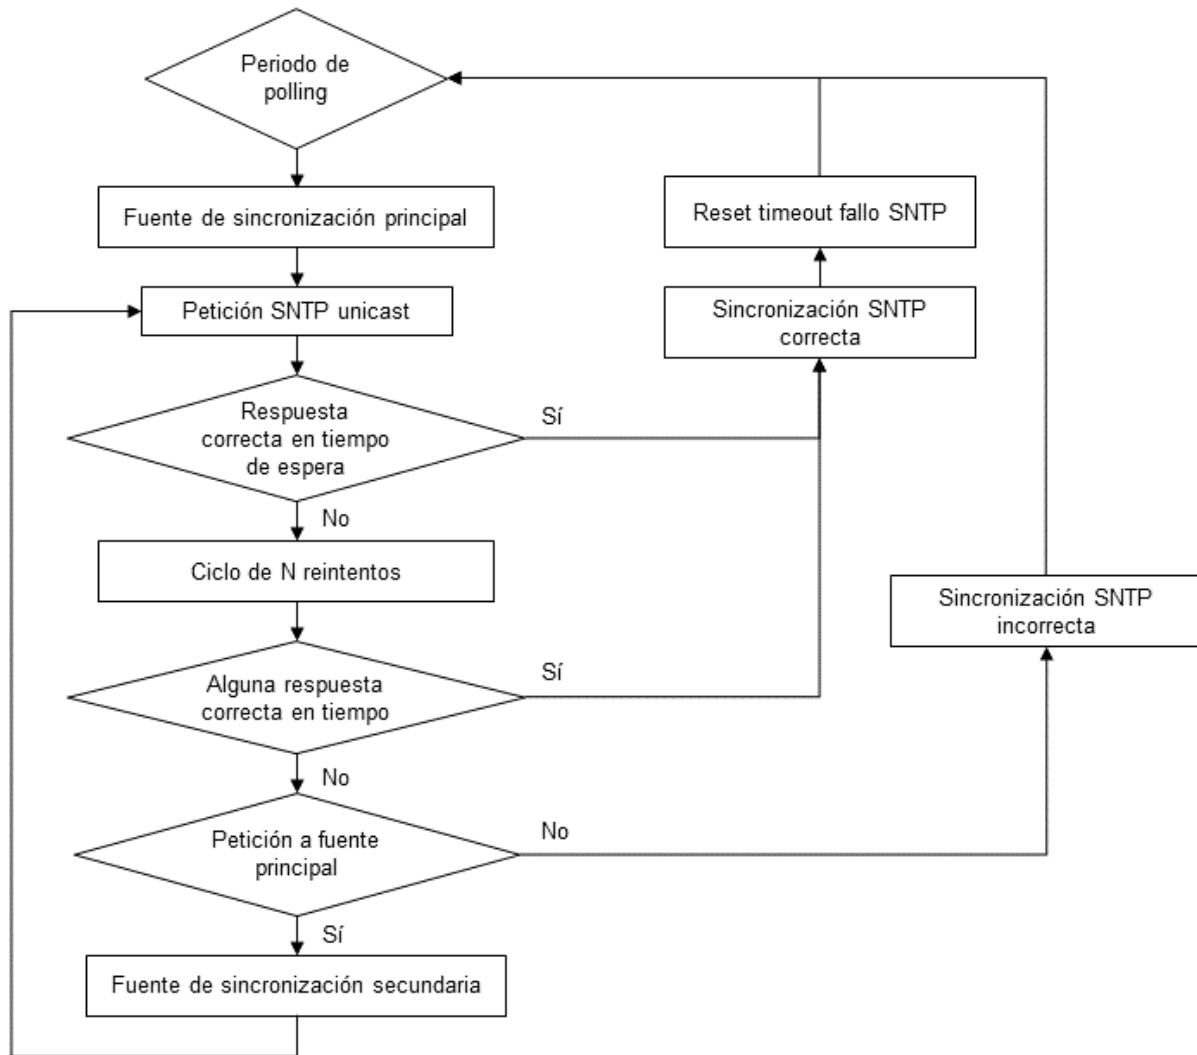 Periodo de
polling
Fuente de sincronización principal
Reset timeout fallo SNTP
Petición SNTP unicast
Sincronización SNTP
correcta
Respuesta
correcta en tiempo
de espera
Sí
No
Ciclo de N reintentos
Sincronización SNTP
incorrecta
Alguna respuesta
correcta en tiempo
Sí
No
Petición a fuente
principal
No
Sí
Fuente de sincronización secundaria